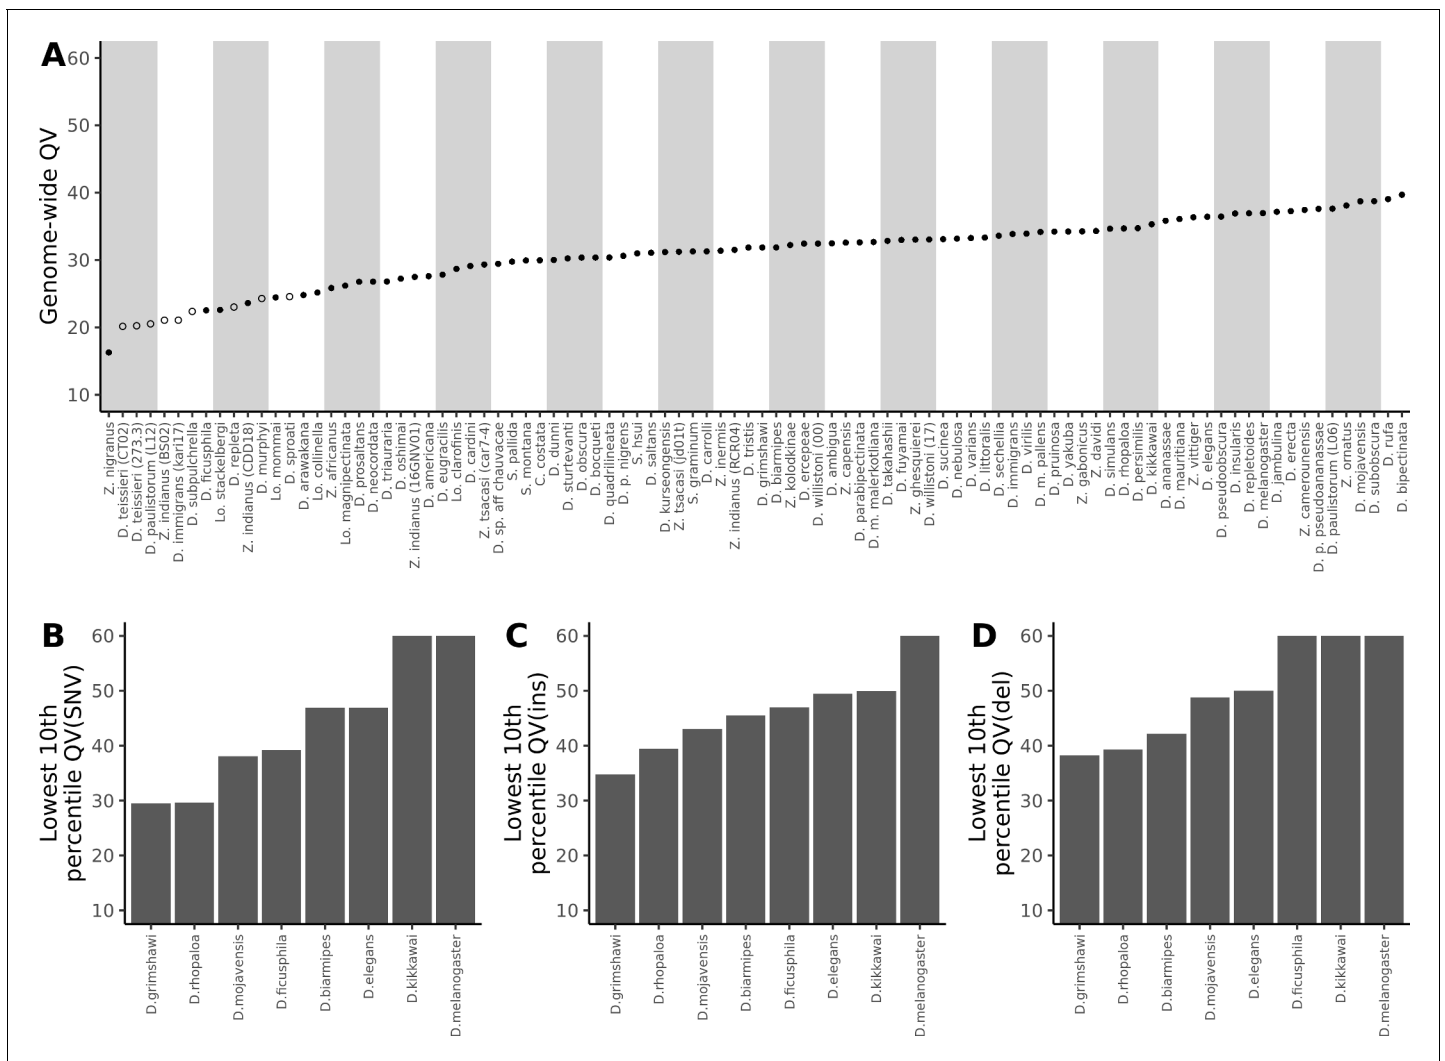 A
Genome-wide QV
60
50
40
30
20
10
Z. nigranus
D. teissieri (CT02)
D. teissieri (273.3)
D. paulistorum (L12)
Z. indianus (BS02)
D. immigrans (kari17)
D. subpulchrella
D. ficusphila
Lo. stackelbergi
D. repleta
Z. indianus (CDD18)
D. murphyi
Lo. mommai
D. sproati
D. arawakana
Lo. collinella
Z. africanus
Lo. magnipectinata
D. prosaltans
D. neocordata
D. triauraria
D. oshimai
Z. indianus (16GNV01)
D. americana
D. eugracilis
Lo. clarofinis
D. cardini
Z. tsacasi (car7-4)
D. sp. aff chauvacae
S. pallida
S. montana
C. costata
D. dunni
D. sturtevanti
D. obscura
D. bocqueti
D. quadrilineata
D. p. nigrens
S. hsui
D. saltans
D. kurseongensis
Z. tsacasi (jd01t)
S. graminum
D. carrolli
Z. inermis
Z. indianus (RCR04)
D. tristis
D. grimshawi
D. biarmipes
Z. kolodkinae
D. ercepeae
D. willistoni (00)
D. ambigua
Z. capensis
D. parabipectinata
D. m. malerkotliana
D. takahashii
D. fuyamai
Z. ghesquierei
D. willistoni (17)
D. sucinea
D. nebulosa
D. varians
D. littoralis
D. sechellia
D. immigrans
D. virilis
D. m. pallens
D. pruinosa
D. yakuba
Z. gabonicus
Z. davidi
D. simulans
D. rhopaloa
D. persimilis
D. kikkawai
D. ananassae
D. mauritiana
Z. vittiger
D. elegans
D. pseudoobscura
D. insularis
D. repletoides
D. melanogaster
D. jambulina
D. erecta
Z. camerounensis
D. p. pseudoananassae
D. paulistorum (L06)
Z. ornatus
D. mojavensis
D. subobscura
D. rufa
D. bipectinata
B
Lowest 10th
percentile QV(SNV)
60
50
40
30
20
10
D.grimshawi
D.rhopaloa
D.mojavensis
D.ficusphila
D.biarmipes
D.elegans
D.kikkawai
D.melanogaster
C
Lowest 10th
percentile QV(ins)
60
50
40
30
20
10
D.grimshawi
D.rhopaloa
D.mojavensis
D.biarmipes
D.ficusphila
D.elegans
D.kikkawai
D.melanogaster
D
Lowest 10th
percentile QV(del)
60
50
40
30
20
10
D.grimshawi
D.rhopaloa
D.biarmipes
D.mojavensis
D.elegans
D.ficusphila
D.kikkawai
D.melanogaster